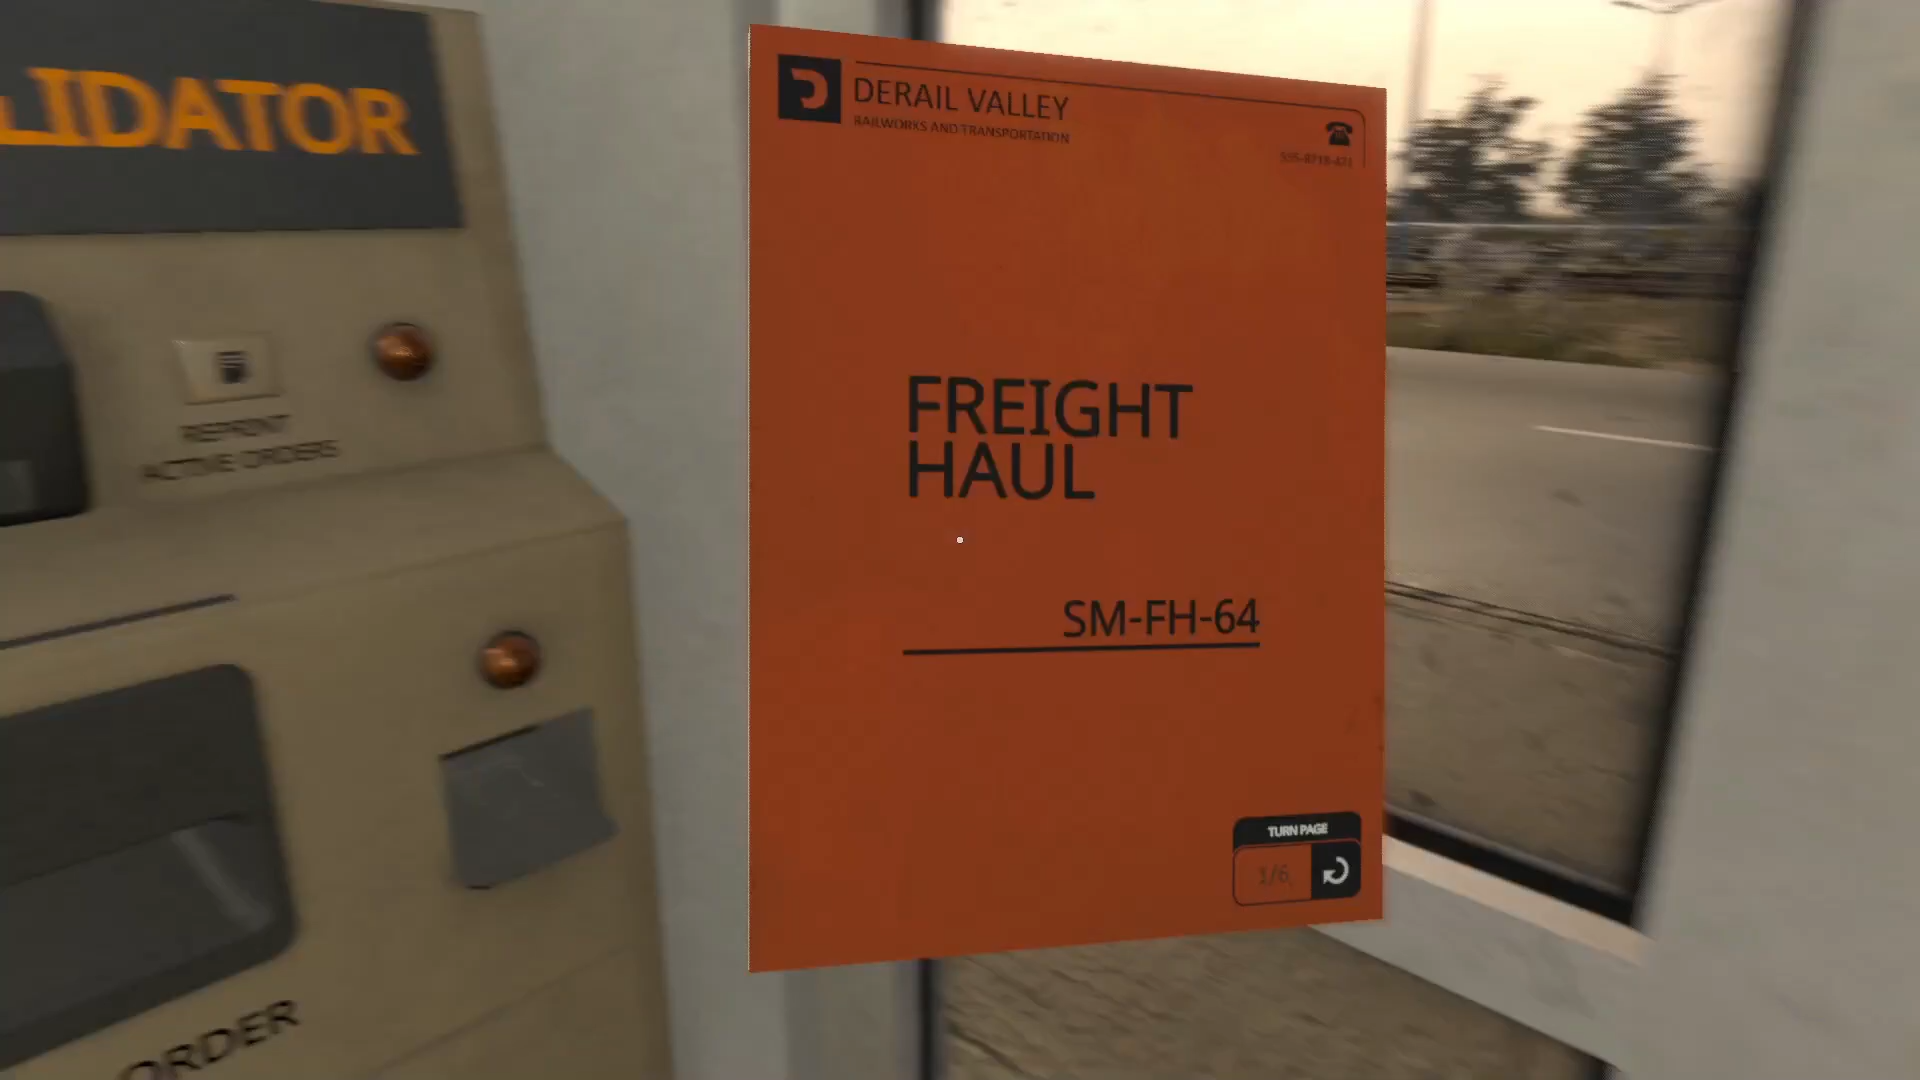 LIDATOR
REPRINT
ACTIVE ORDERS
ORDER
DERAIL VALLEY
RAILWORKS AND TRANSPORTATION
FREIGHT
HAUL
SM-FH-64
TURN PAGE
1/6